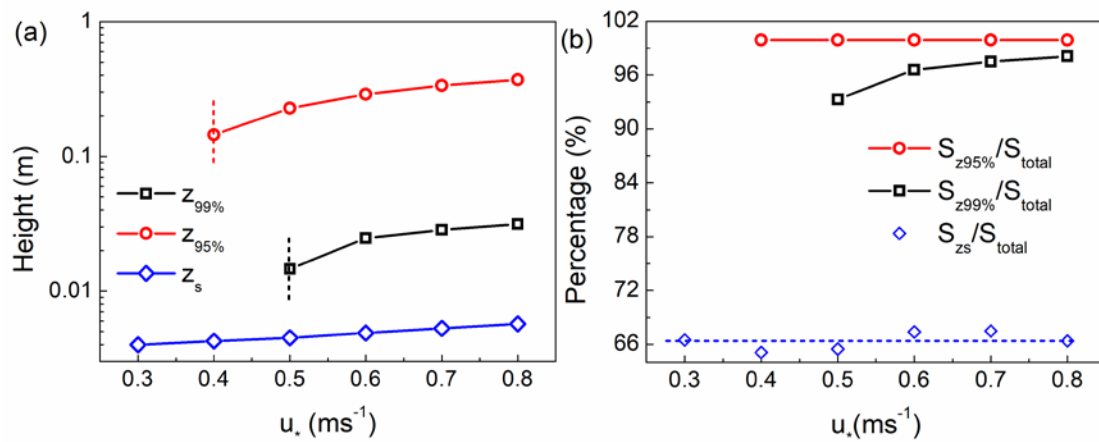 (a)
1
0.1
0.01
Height (m)
z99%
z95%
zs
0.3 0.4 0.5 0.6 0.7 0.8
u* (ms-1)
(b)
102
96
90
84
78
72
66
Percentage (%)
Sz95%/Stotal
Sz99%/Stotal
Szs/Stotal
0.3 0.4 0.5 0.6 0.7 0.8
u*(ms-1)